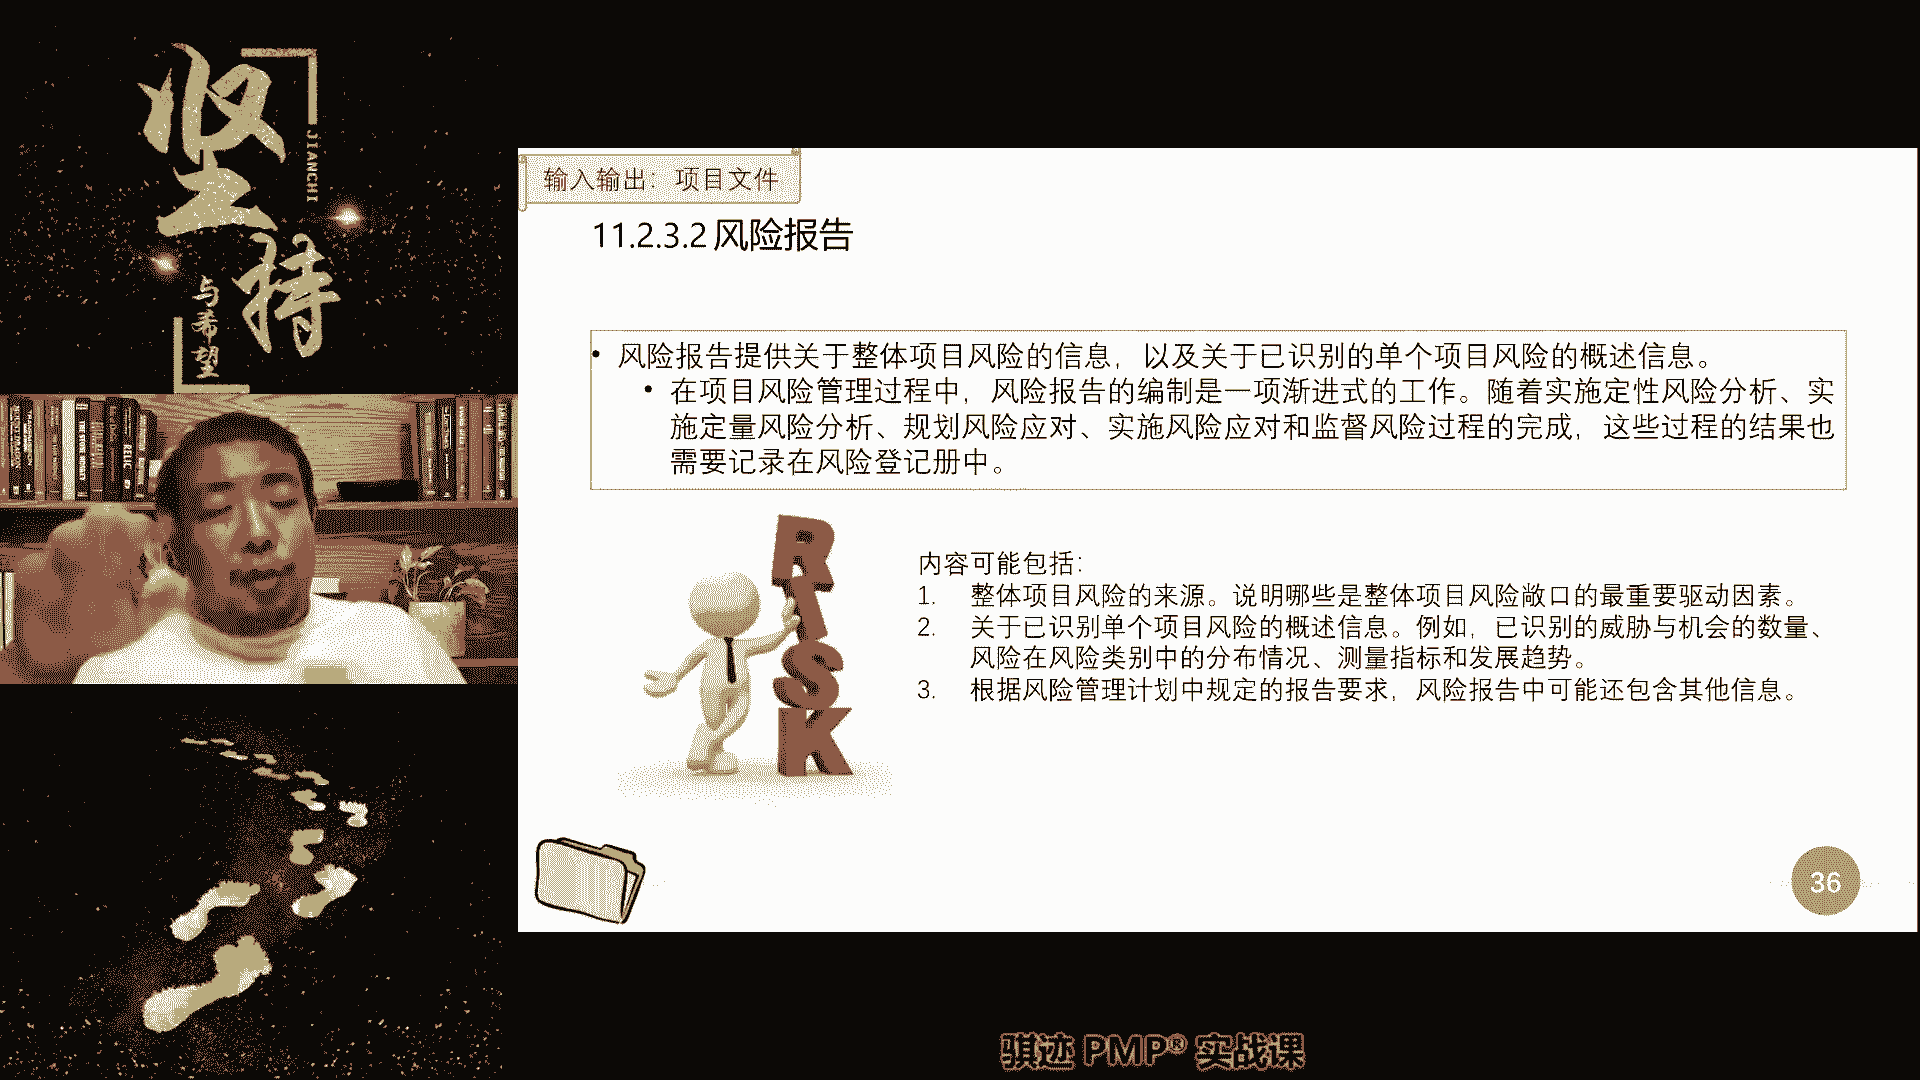 坚持
JIANCHI
与希望
输入输出：项目文件
11.2.3.2 风险报告
• 风险报告提供关于整体项目风险的信息，以及关于已识别的单个项目风险的概述信息。
• 在项目风险管理过程中，风险报告的编制是一项渐进式的工作。随着实施定性风险分析、实
施定量风险分析、规划风险应对、实施风险应对和监督风险过程的完成，这些过程的结果也
需要记录在风险登记册中。
RISK
内容可能包括：
1. 整体项目风险的来源。说明哪些是整体项目风险敞口的最重要驱动因素。
2. 关于已识别单个项目风险的概述信息。例如，已识别的威胁与机会的数量、
风险在风险类别中的分布情况、测量指标和发展趋势。
3. 根据风险管理计划中规定的报告要求，风险报告中可能还包含其他信息。
36
骐迹 PMP® 实战课